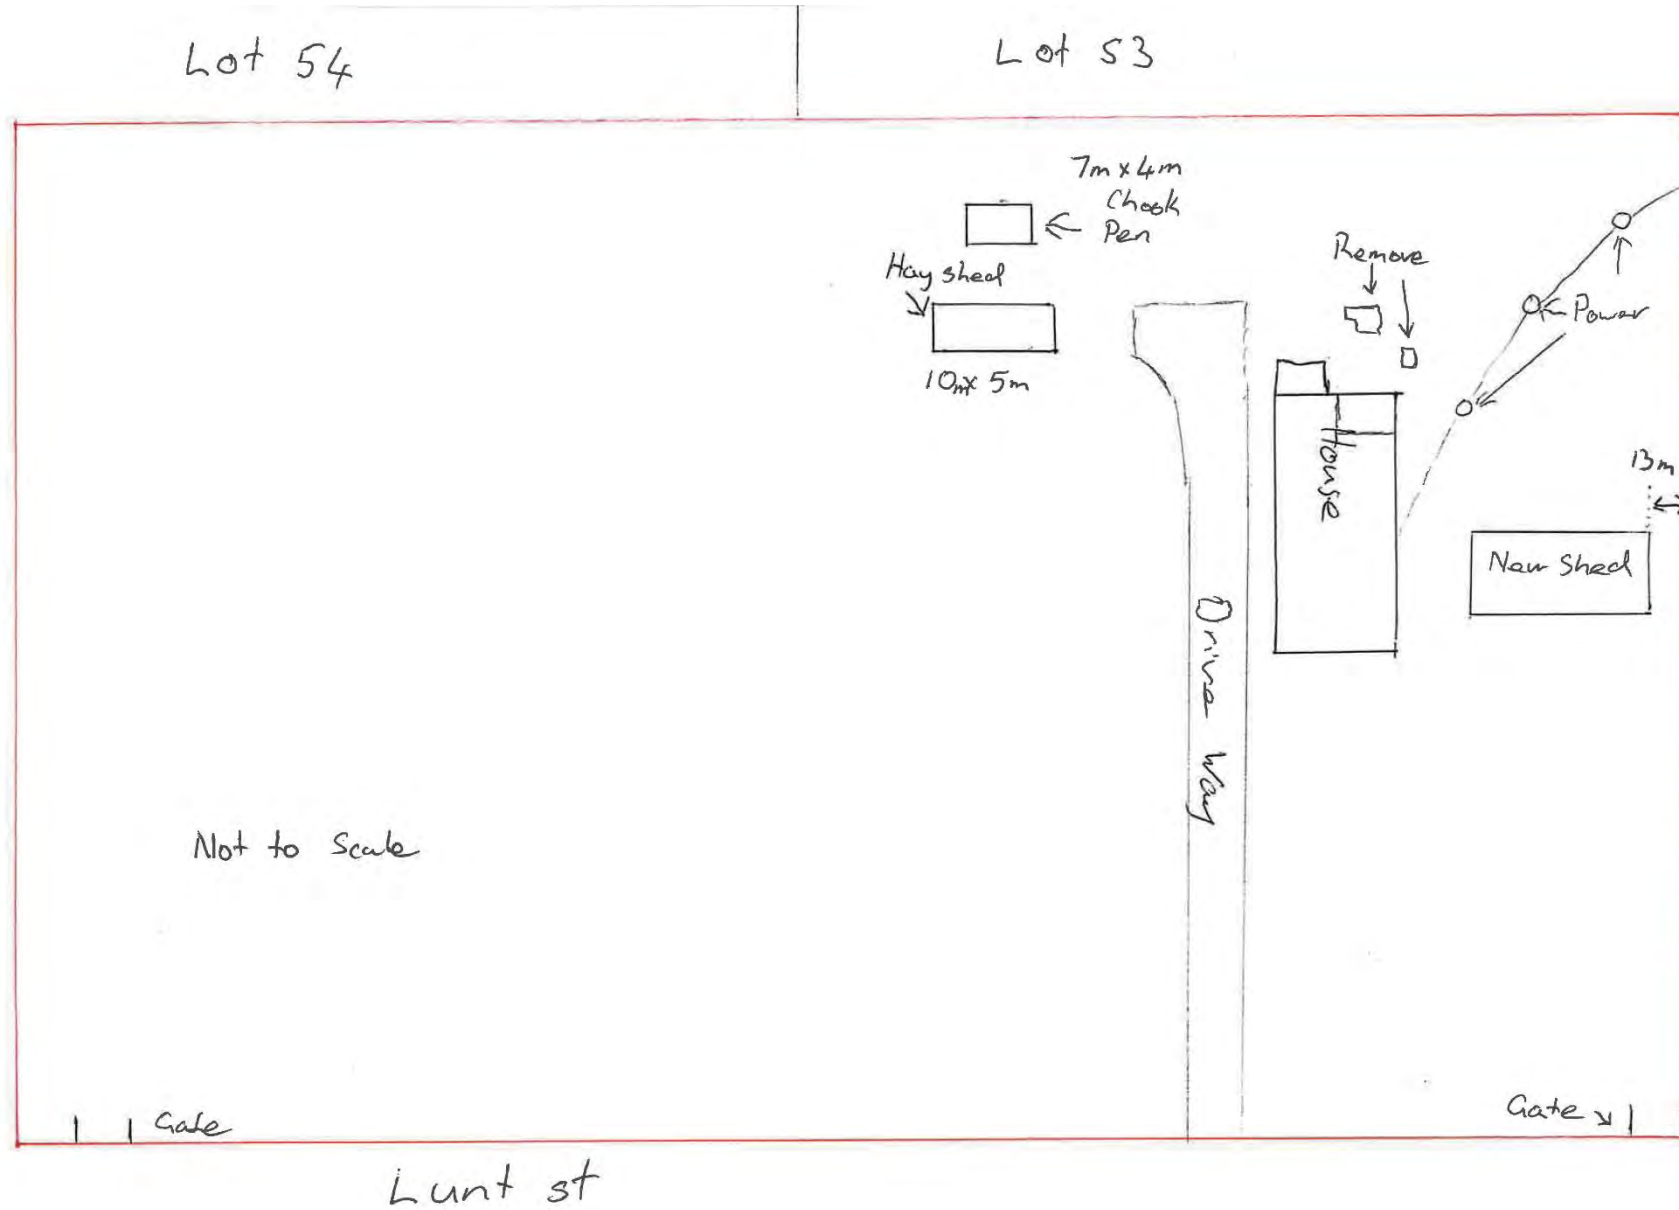 Lot 54
Lot 53
7m x 4m
Chook
Pen
Hay shed
10m x 5m
Remove
Power
House
13m
New Shed
Drive Way
Not to Scale
Gate
Gate
Lunt st